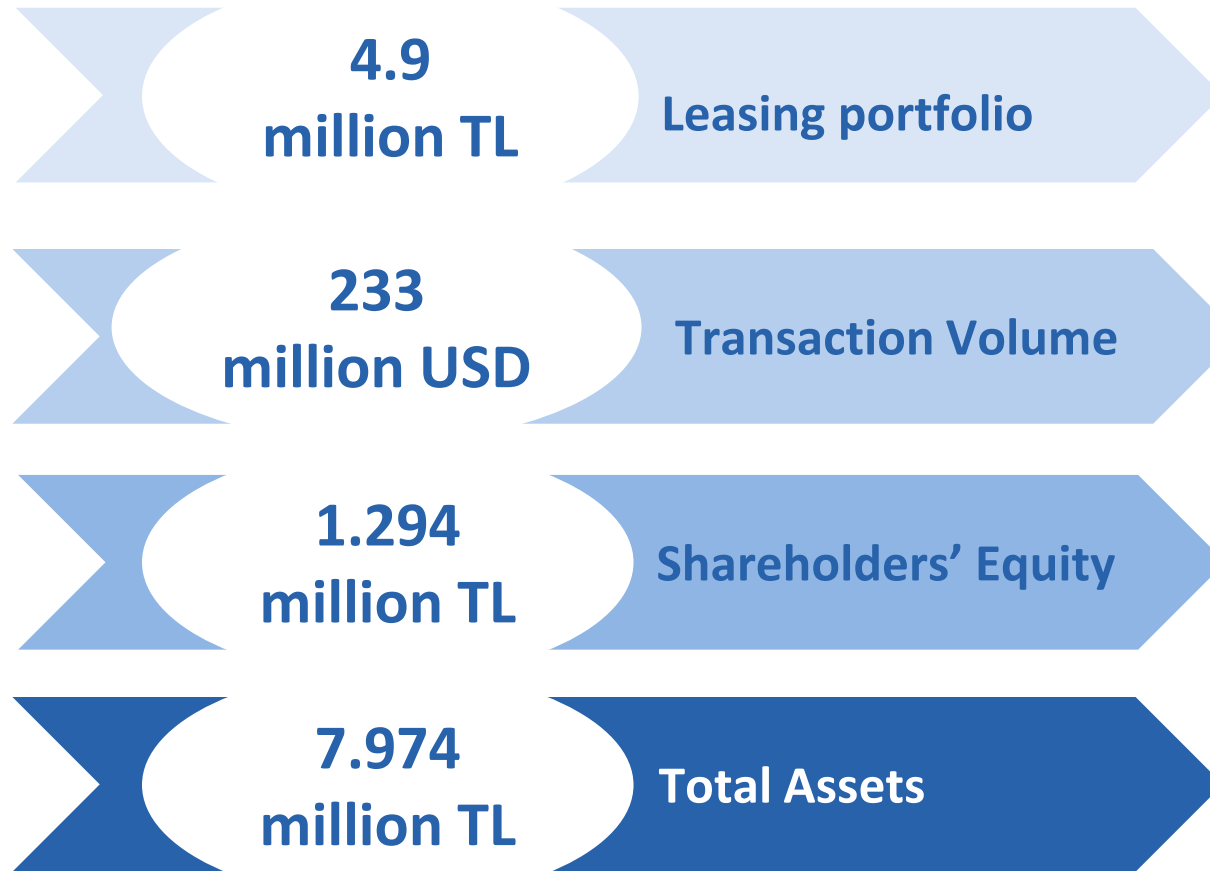 4.9
million TL
Leasing portfolio
233
million USD
Transaction Volume
1.294
million TL
Shareholders’ Equity
7.974
million TL
Total Assets